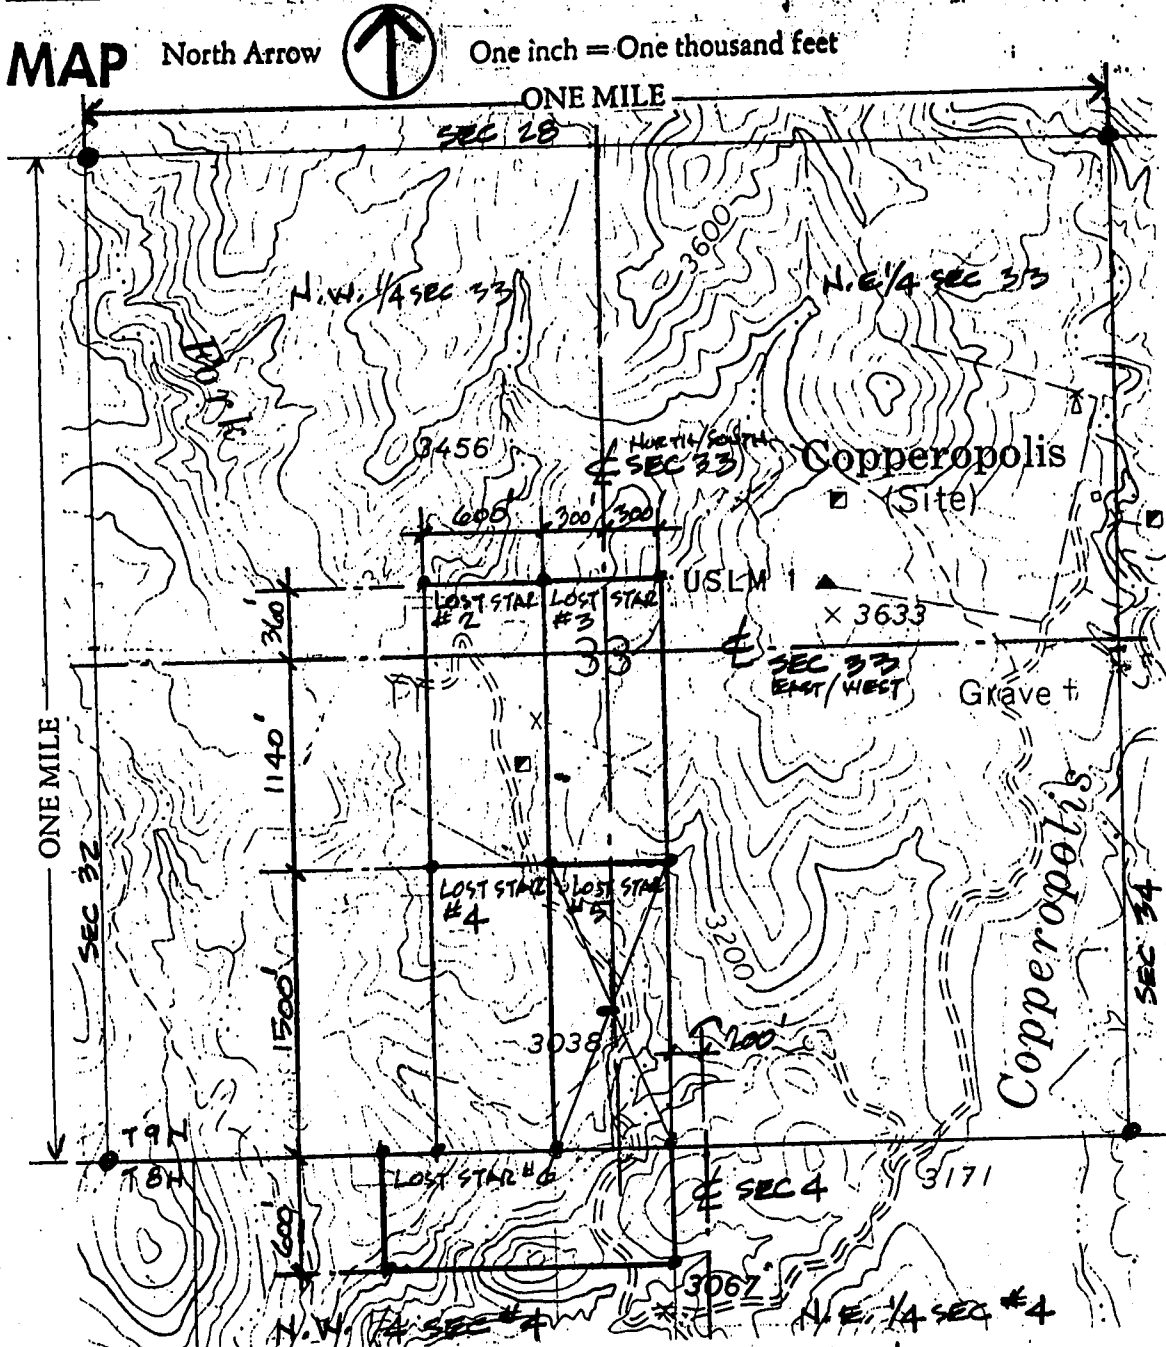 MAP North Arrow One inch = One thousand feet
ONE MILE
SEC 28
3600
N.W. 1/4 SEC 33
N.E 1/4 SEC 33
Fork
3456
NORTH/SOUTH
℄ SEC 33
Copperopolis
(Site)
600' 300' 300'
USLM 1
LOST STAR
#2
LOST STAR
#3
× 3633
360'
33
℄ SEC 33
EAST/WEST
Grave †
1140'
ONE MILE
SEC 32
LOST STAR
#4
LOST STAR
#5
3200
Copperopolis
SEC 34
1500'
3038
200'
T9N
T8N
LOST STAR #6
℄ SEC 4
3171
600'
3067
N.W. 1/4 SEC #4
N.E. 1/4 SEC #4